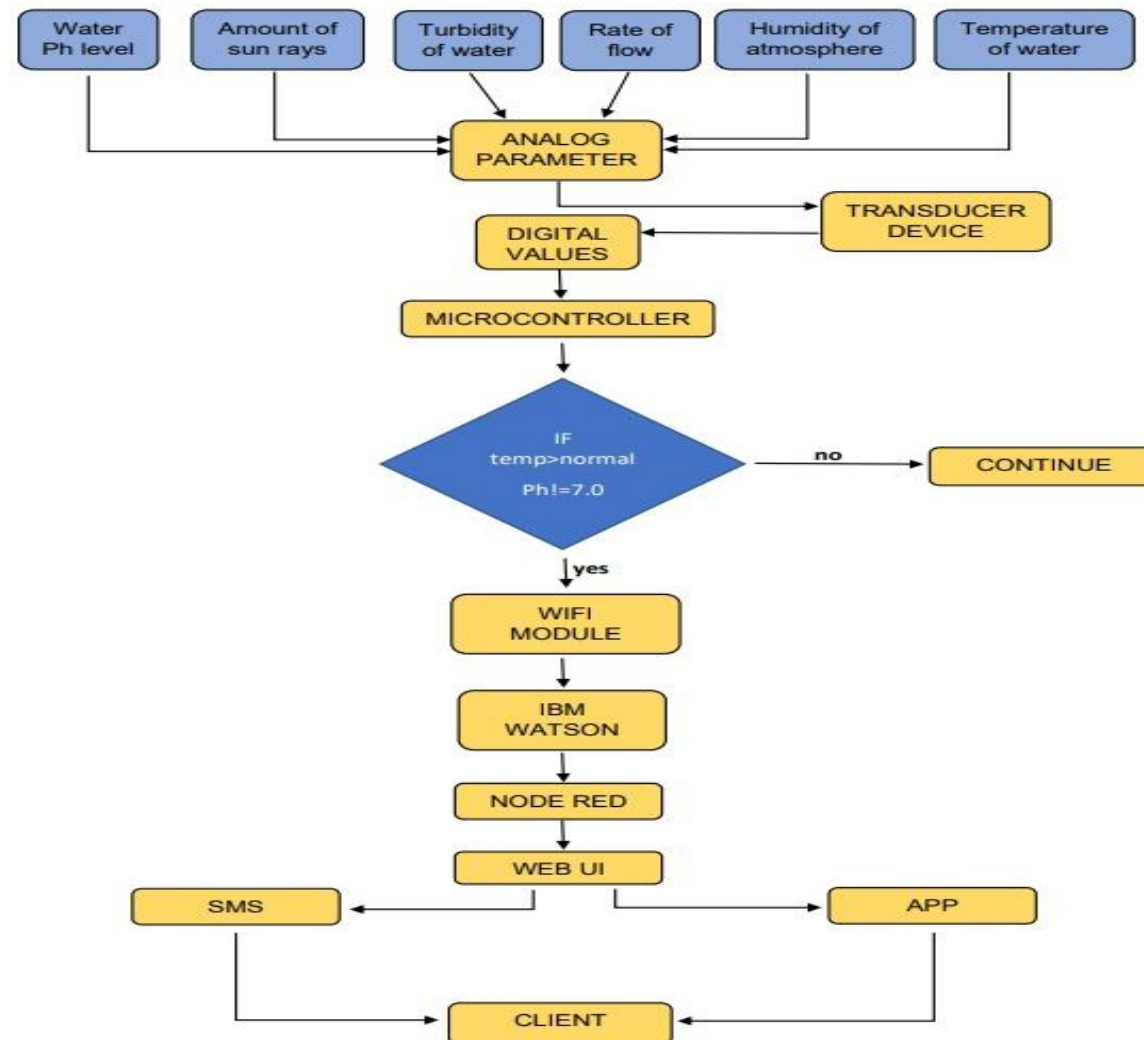 Water
Ph level
Amount of
sun rays
Turbidity
of water
Rate of
flow
Humidity of
atmosphere
Temperature
of water
ANALOG
PARAMETER
TRANSDUCER
DEVICE
DIGITAL
VALUES
MICROCONTROLLER
IF
temp>normal
Ph!=7.0
no
CONTINUE
yes
WIFI
MODULE
IBM
WATSON
NODE RED
WEB UI
SMS
APP
CLIENT